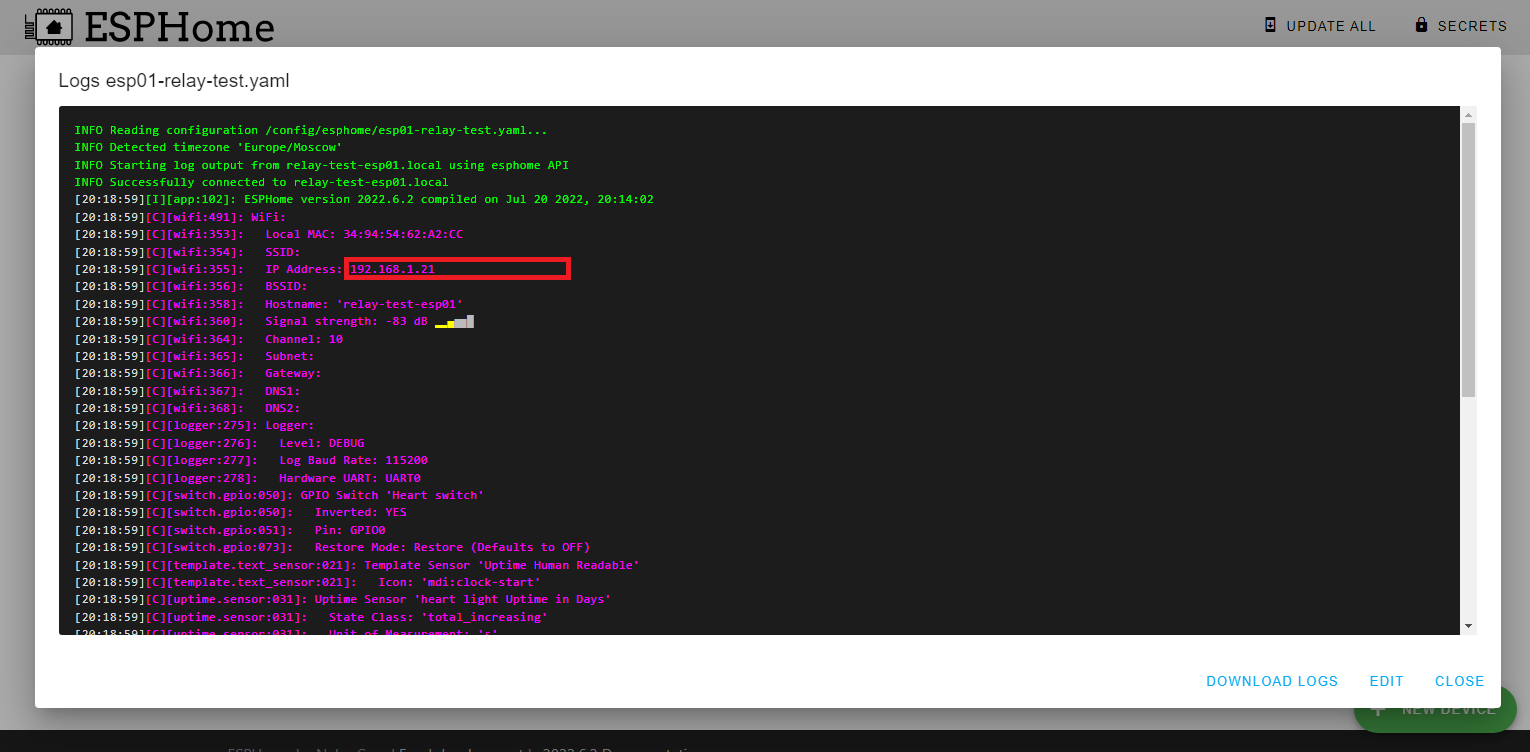 ESPHome
UPDATE ALL
SECRETS
Logs esp01-relay-test.yaml
INFO Reading configuration /config/esphome/esp01-relay-test.yaml...
INFO Detected timezone 'Europe/Moscow'
INFO Starting log output from relay-test-esp01.local using esphome API
INFO Successfully connected to relay-test-esp01.local
[20:18:59][I][app:102]: ESPHome version 2022.6.2 compiled on Jul 20 2022, 20:14:02
[20:18:59][C][wifi:491]: WiFi:
[20:18:59][C][wifi:353]:   Local MAC: 34:94:54:62:A2:CC
[20:18:59][C][wifi:354]:   SSID:
[20:18:59][C][wifi:355]:   IP Address: 192.168.1.21
[20:18:59][C][wifi:356]:   BSSID:
[20:18:59][C][wifi:358]:   Hostname: 'relay-test-esp01'
[20:18:59][C][wifi:360]:   Signal strength: -83 dB
[20:18:59][C][wifi:364]:   Channel: 10
[20:18:59][C][wifi:365]:   Subnet:
[20:18:59][C][wifi:366]:   Gateway:
[20:18:59][C][wifi:367]:   DNS1:
[20:18:59][C][wifi:368]:   DNS2:
[20:18:59][C][logger:275]: Logger:
[20:18:59][C][logger:276]:   Level: DEBUG
[20:18:59][C][logger:277]:   Log Baud Rate: 115200
[20:18:59][C][logger:278]:   Hardware UART: UART0
[20:18:59][C][switch.gpio:050]: GPIO Switch 'Heart switch'
[20:18:59][C][switch.gpio:050]:   Inverted: YES
[20:18:59][C][switch.gpio:051]:   Pin: GPIO0
[20:18:59][C][switch.gpio:073]:   Restore Mode: Restore (Defaults to OFF)
[20:18:59][C][template.text_sensor:021]: Template Sensor 'Uptime Human Readable'
[20:18:59][C][template.text_sensor:021]:   Icon: 'mdi:clock-start'
[20:18:59][C][uptime.sensor:031]: Uptime Sensor 'heart light Uptime in Days'
[20:18:59][C][uptime.sensor:031]:   State Class: 'total_increasing'
[20:18:59][C][uptime.sensor:031]:   Unit of Measurement: 's'
DOWNLOAD LOGS
EDIT
CLOSE
NEW DEVICE